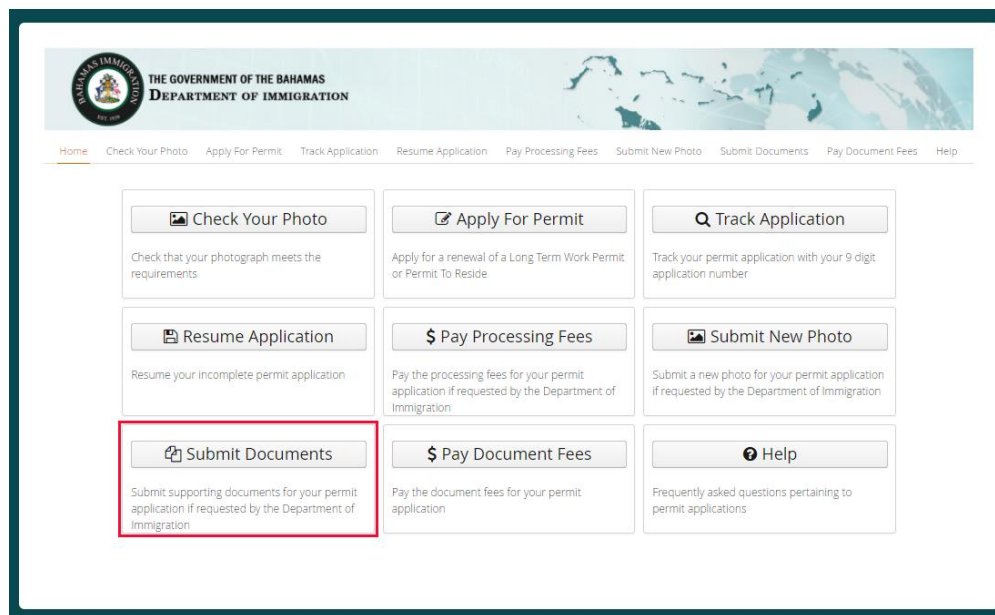 BAHAMAS IMMIGRATION
EST. 1939
THE GOVERNMENT OF THE BAHAMAS
DEPARTMENT OF IMMIGRATION
Home Check Your Photo Apply For Permit Track Application Resume Application Pay Processing Fees Submit New Photo Submit Documents Pay Document Fees Help
Check Your Photo
Check that your photograph meets the
requirements
Apply For Permit
Apply for a renewal of a Long Term Work Permit
or Permit To Reside
Track Application
Track your permit application with your 9 digit
application number
Resume Application
Resume your incomplete permit application
$ Pay Processing Fees
Pay the processing fees for your permit
application if requested by the Department of
Immigration
Submit New Photo
Submit a new photo for your permit application
if requested by the Department of Immigration
Submit Documents
Submit supporting documents for your permit
application if requested by the Department of
Immigration
$ Pay Document Fees
Pay the document fees for your permit
application
Help
Frequently asked questions pertaining to
permit applications